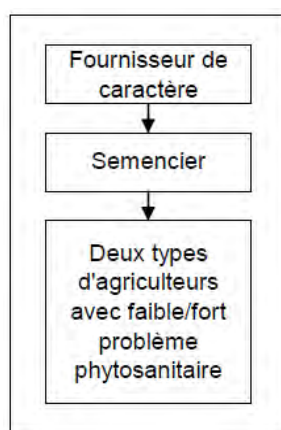 Fournisseur de
caractère
Semencier
Deux types
d'agriculteurs
avec faible/fort
problème
phytosanitaire